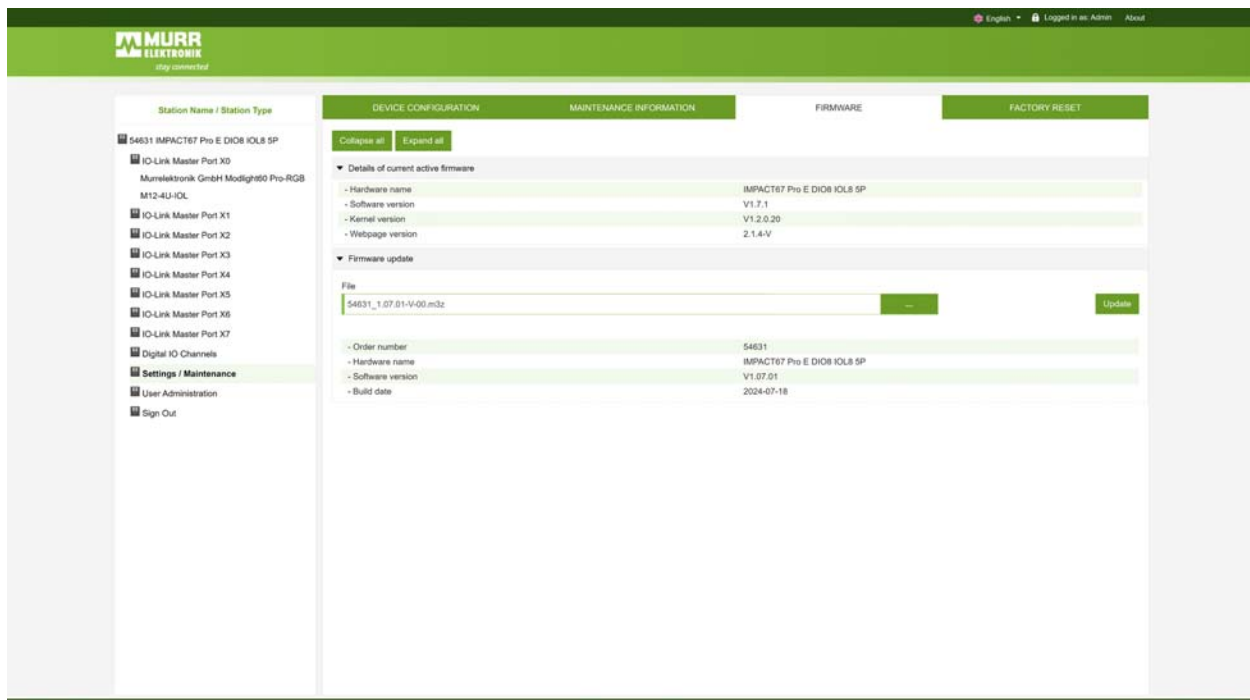 English
Logged in as: Admin
About
MURR
ELEKTRONIK
stay connected
Station Name / Station Type
54631 IMPACT67 Pro E DIO8 IOL8 5P
IO-Link Master Port X0
Murrelektronik GmbH Modlight60 Pro-RGB
M12-4U-IOL
IO-Link Master Port X1
IO-Link Master Port X2
IO-Link Master Port X3
IO-Link Master Port X4
IO-Link Master Port X5
IO-Link Master Port X6
IO-Link Master Port X7
Digital IO Channels
Settings / Maintenance
User Administration
Sign Out
DEVICE CONFIGURATION
MAINTENANCE INFORMATION
FIRMWARE
FACTORY RESET
Collapse all
Expand all
Details of current active firmware
- Hardware name IMPACT67 Pro E DIO8 IOL8 5P
- Software version V1.7.1
- Kernel version V1.2.0.20
- Webpage version 2.1.4-V
Firmware update
File
54631_1.07.01-V-00.m3z
...
Update
- Order number 54631
- Hardware name IMPACT67 Pro E DIO8 IOL8 5P
- Software version V1.07.01
- Build date 2024-07-18